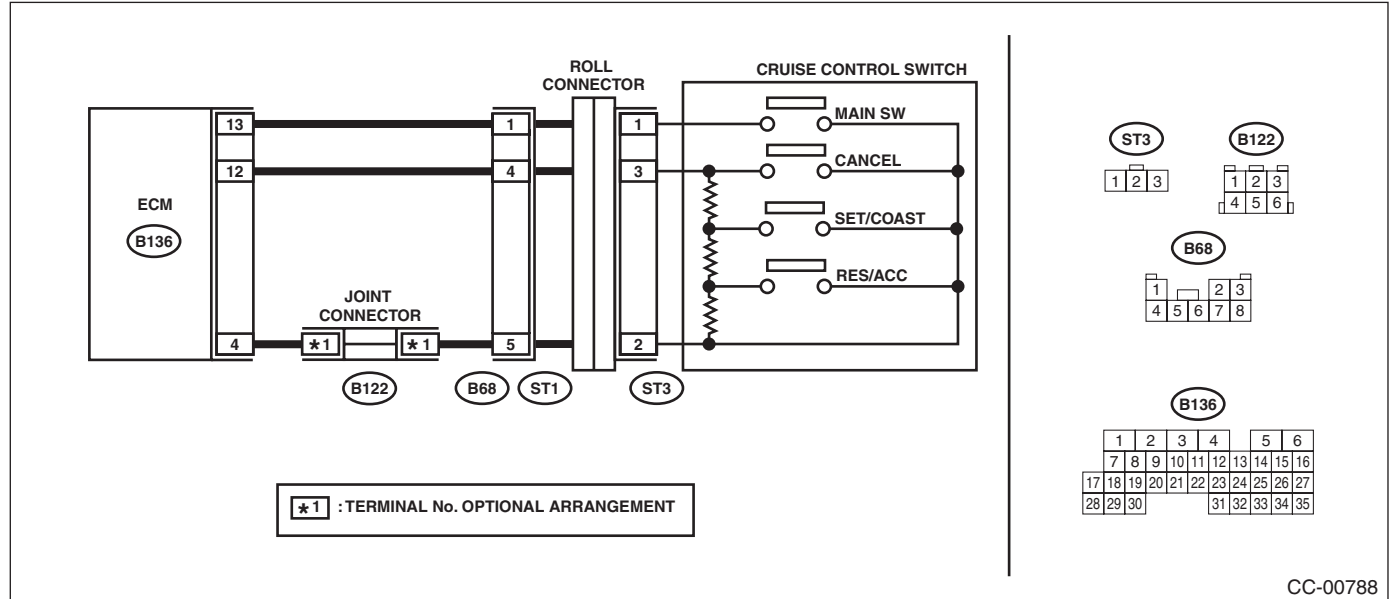 ROLL
CONNECTOR
CRUISE CONTROL SWITCH
13 1 1 MAIN SW
12 4 3 CANCEL
ECM
B136
SET/COAST
RES/ACC
JOINT
CONNECTOR
4 *1 *1 5 2
B122 B68 ST1 ST3
*1 : TERMINAL No. OPTIONAL ARRANGEMENT
ST3 B122
1 2 3 1 2 3
4 5 6
B68
1 2 3
4 5 6 7 8
B136
1 2 3 4 5 6
7 8 9 10 11 12 13 14 15 16
17 18 19 20 21 22 23 24 25 26 27
28 29 30 31 32 33 34 35
CC-00788